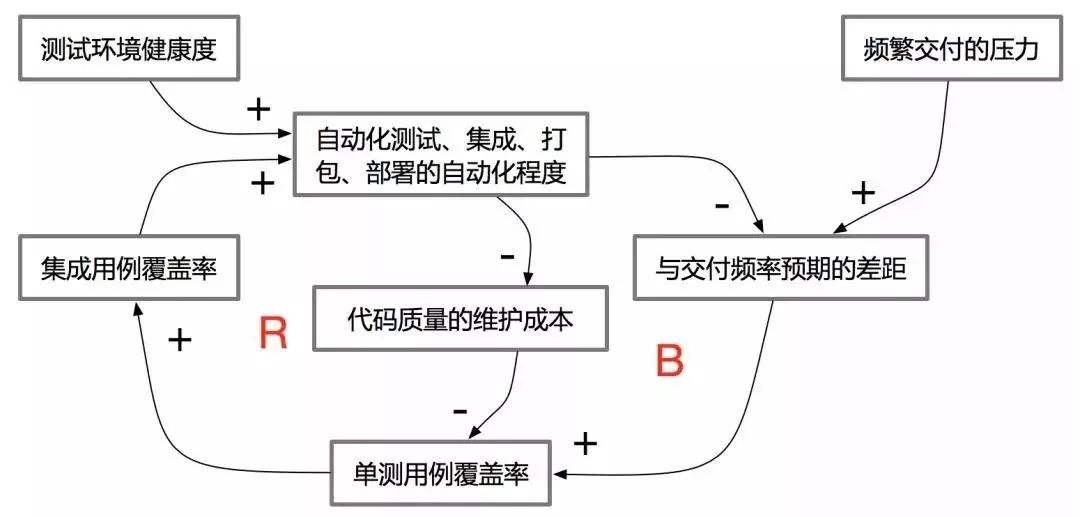 测试环境健康度
频繁交付的压力
+
自动化测试、集成、打
包、部署的自动化程度
+
-
+
集成用例覆盖率
-
与交付频率预期的差距
代码质量的维护成本
R
+
B
-
+
单测用例覆盖率